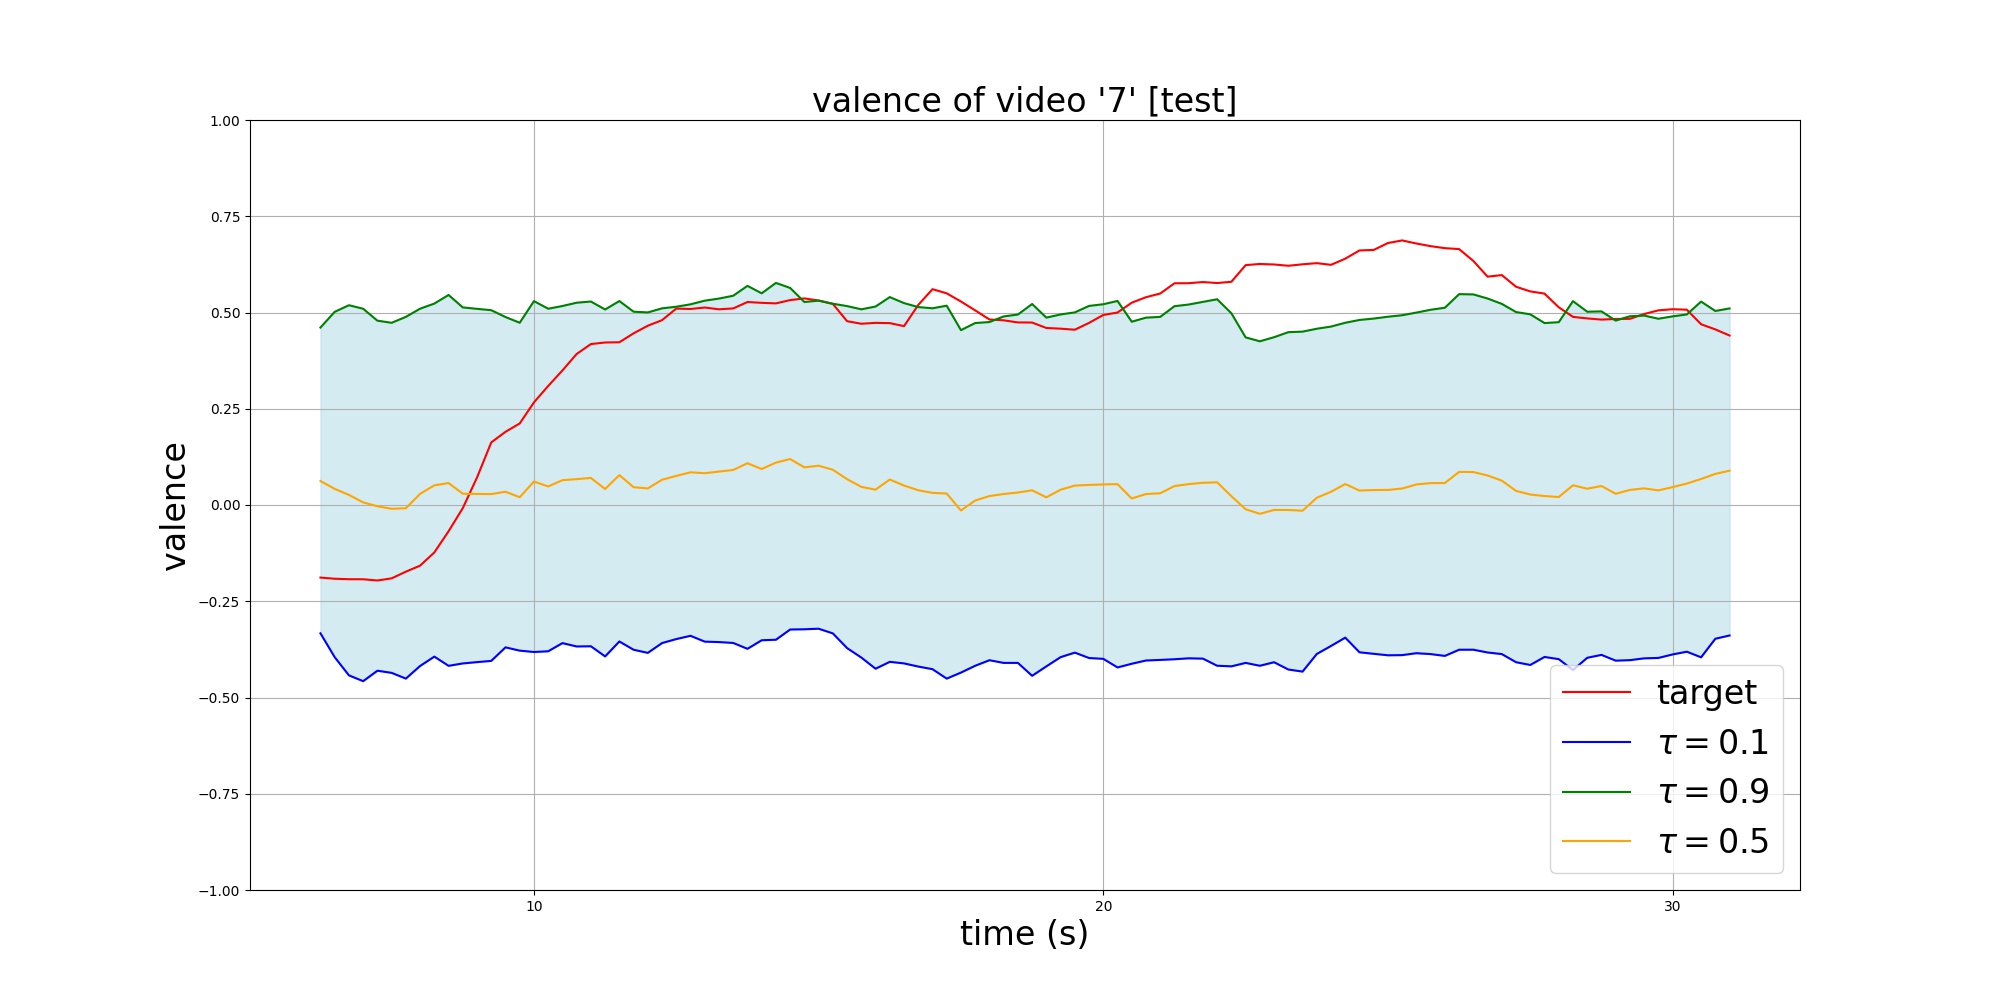 valence of video '7' [test]
1.00
0.75
0.50
0.25
0.00
−0.25
−0.50
−0.75
−1.00
valence
10
20
30
time (s)
target
τ = 0.1
τ = 0.9
τ = 0.5